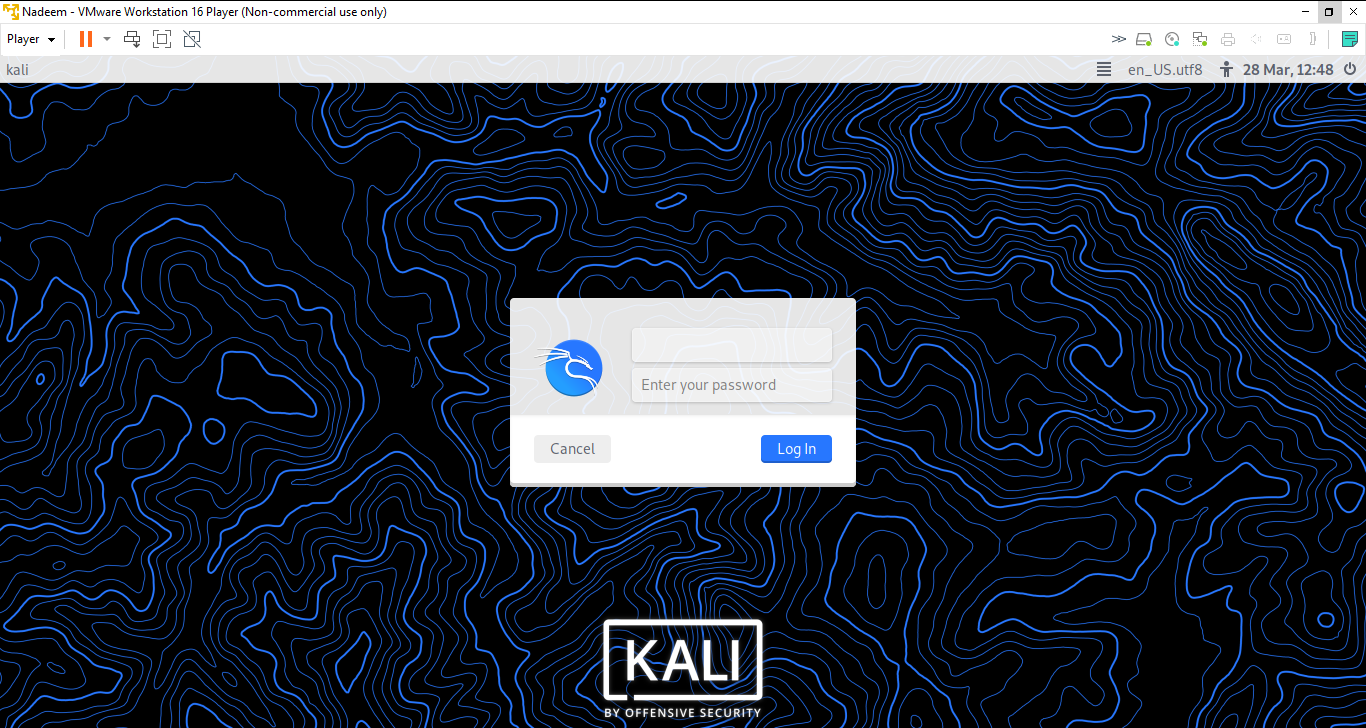 Nadeem - VMware Workstation 16 Player (Non-commercial use only)
Player
kali
en_US.utf8
28 Mar, 12:48
Enter your password
Cancel
Log In
KALI
BY OFFENSIVE SECURITY